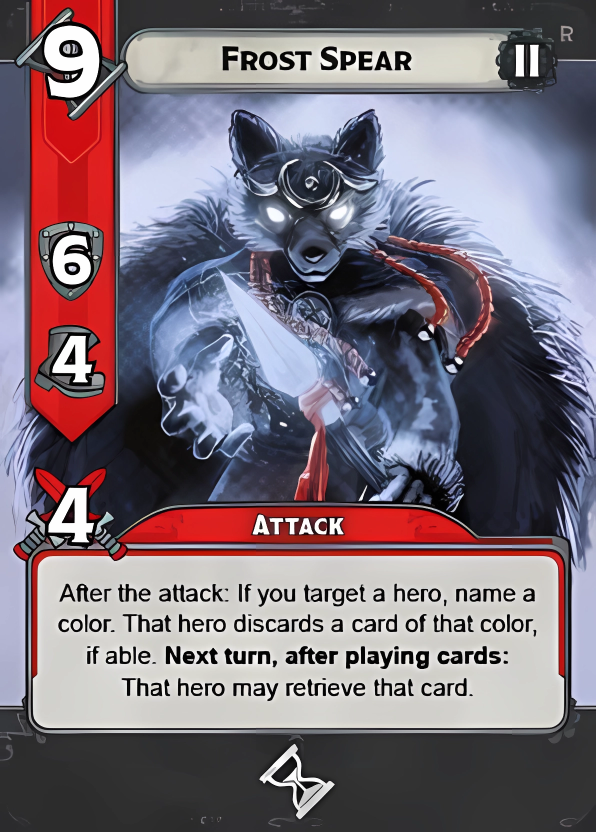 9
FROST SPEAR
II
R
6
4
4
ATTACK
After the attack: If you target a hero, name a
color. That hero discards a card of that color,
if able. Next turn, after playing cards:
That hero may retrieve that card.